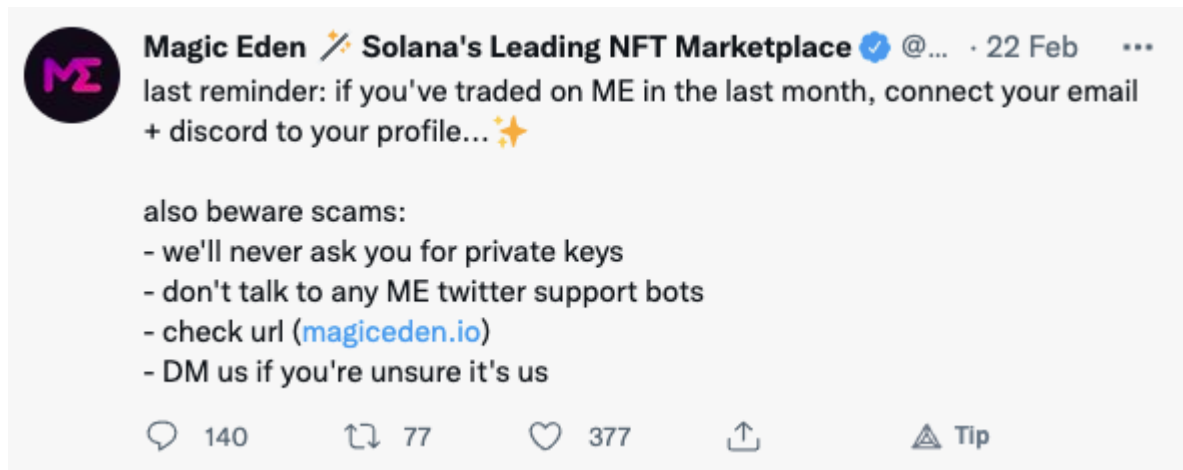 ME
Magic Eden 🪄 Solana's Leading NFT Marketplace @... · 22 Feb ...
last reminder: if you've traded on ME in the last month, connect your email
+ discord to your profile...✨
also beware scams:
- we'll never ask you for private keys
- don't talk to any ME twitter support bots
- check url (magiceden.io)
- DM us if you're unsure it's us
140 77 377 Tip